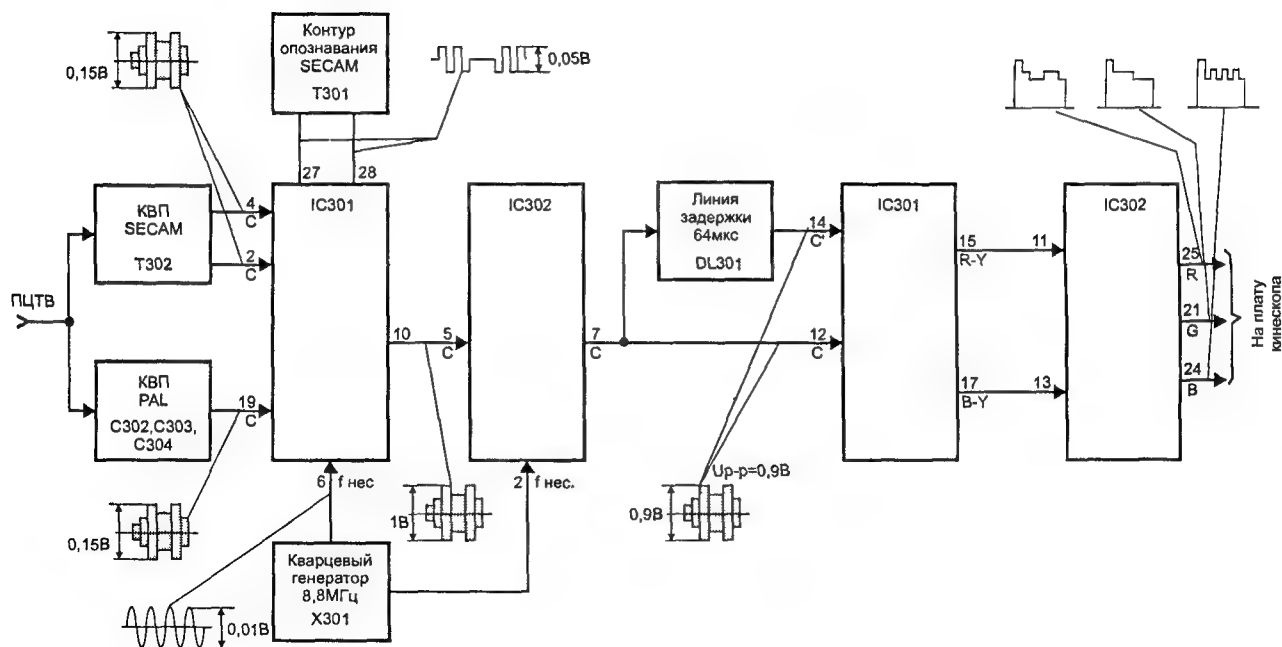 Контур
опознавания
SECAM
T301
0,15В
0,05В
27
28
КВП
SECAM
T302
4
С
2
С
IC301
IC302
Линия
задержки
64мкс
DL301
14
С'
IC301
IC302
15
R-Y
11
25
R
ПЦТВ
10
5
С
7
С
12
С
21
G
На плату
кинескопа
КВП
PAL
С302,С303,
С304
19
С
17
B-Y
13
24
B
6
f нес
2
f нес.
Up-p=0,9В
0,15В
1В
0,9В
Кварцевый
генератор
8,8МГц
X301
0,01В